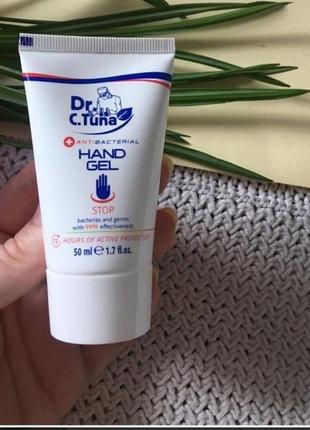 Dr.
C.Tuna
ANTIBACTERIAL
HAND
GEL
STOP
bacterias and germs
with 99% effectiveness
12 HOURS OF ACTIVE PROTECTION
50 ml e 1.7 fl.oz.